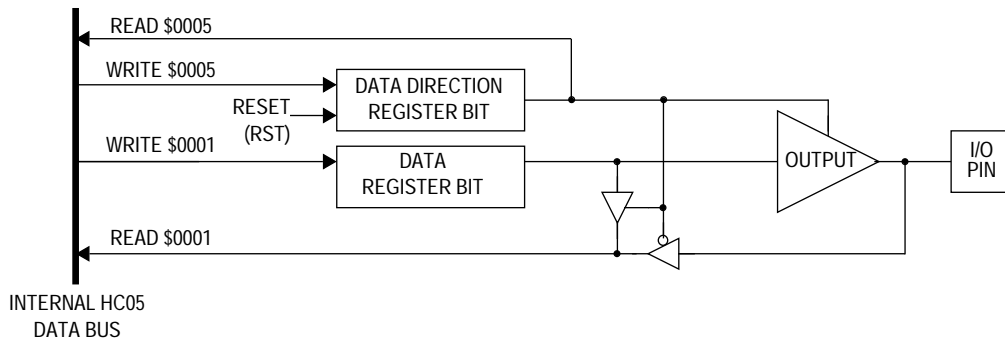 READ $0005
WRITE $0005
RESET
(RST)
DATA DIRECTION
REGISTER BIT
WRITE $0001
DATA
REGISTER BIT
OUTPUT
I/O
PIN
READ $0001
INTERNAL HC05
DATA BUS